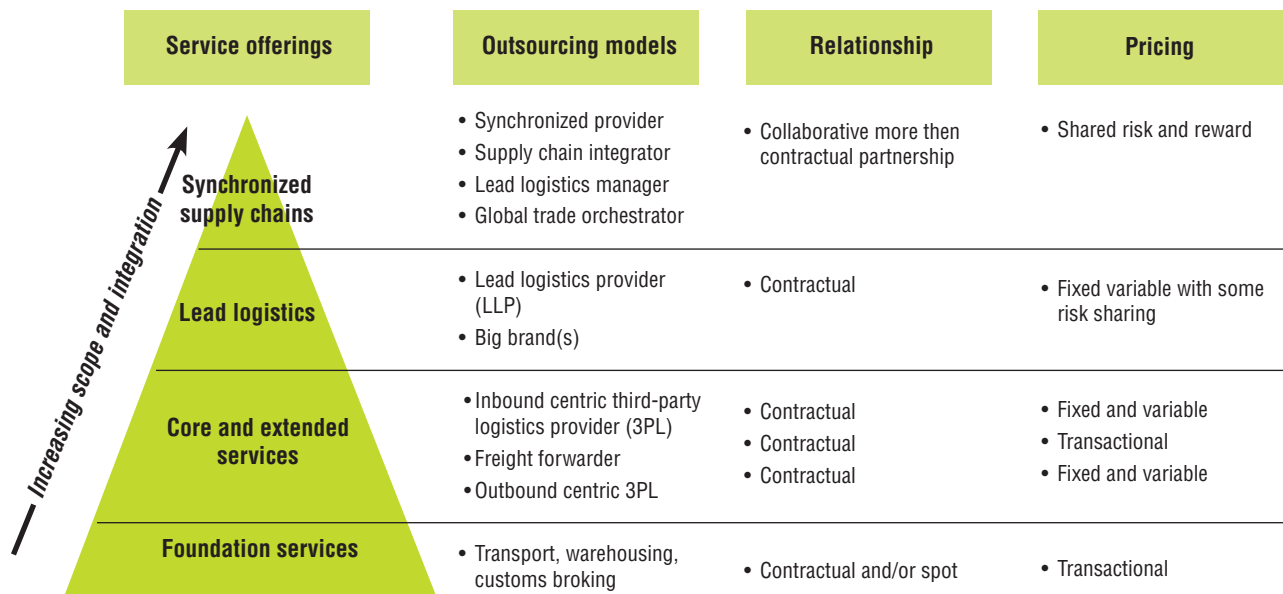 Service offerings
Outsourcing models
Relationship
Pricing
Increasing scope and integration
Synchronized
supply chains
• Synchronized provider
• Supply chain integrator
• Lead logistics manager
• Global trade orchestrator
• Collaborative more then
contractual partnership
• Shared risk and reward
Lead logistics
• Lead logistics provider
(LLP)
• Big brand(s)
• Contractual
• Fixed variable with some
risk sharing
Core and extended
services
• Inbound centric third-party
logistics provider (3PL)
• Freight forwarder
• Outbound centric 3PL
• Contractual
• Contractual
• Contractual
• Fixed and variable
• Transactional
• Fixed and variable
Foundation services
• Transport, warehousing,
customs broking
• Contractual and/or spot
• Transactional